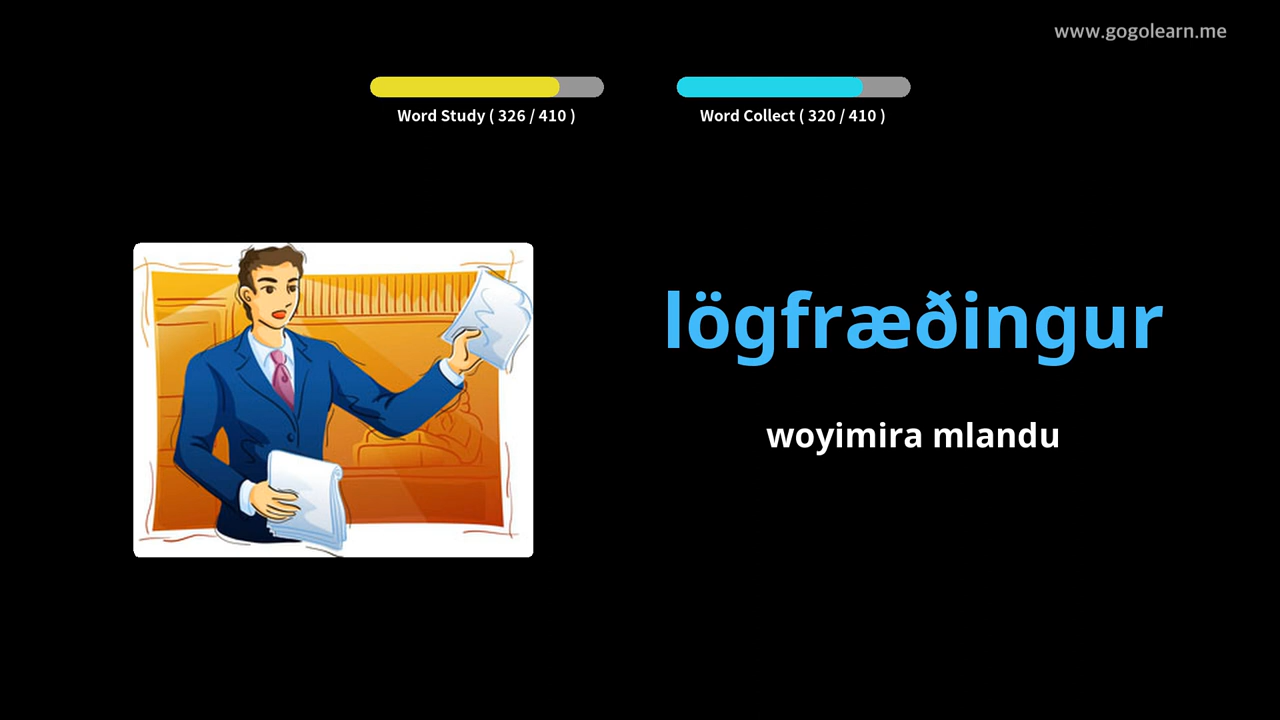 www.gogolearn.me
Word Study ( 326 / 410 )
Word Collect ( 320 / 410 )
lögfræðingur
woyimira mlandu